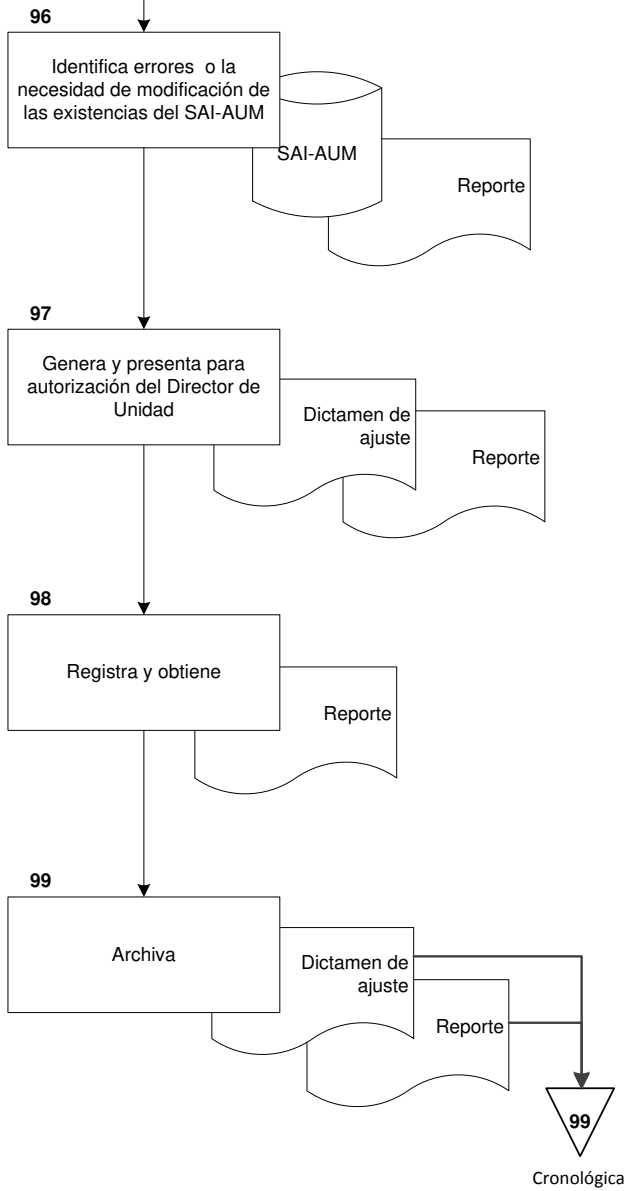 96
Identifica errores o la
necesidad de modificación de
las existencias del SAI-AUM
SAI-AUM
Reporte
97
Genera y presenta para
autorización del Director de
Unidad
Dictamen de
ajuste
Reporte
98
Registra y obtiene
Reporte
99
Archiva
Dictamen de
ajuste
Reporte
99
Cronológica